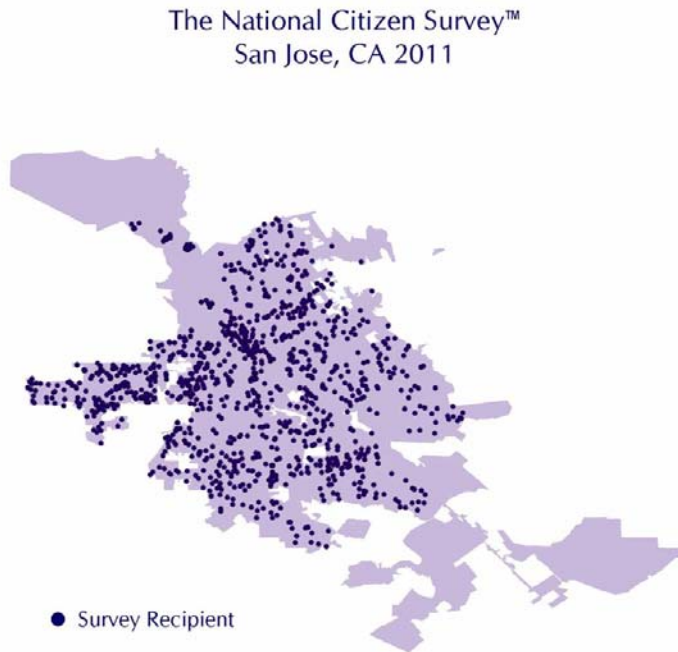 The National Citizen Survey™
San Jose, CA 2011
Survey Recipient